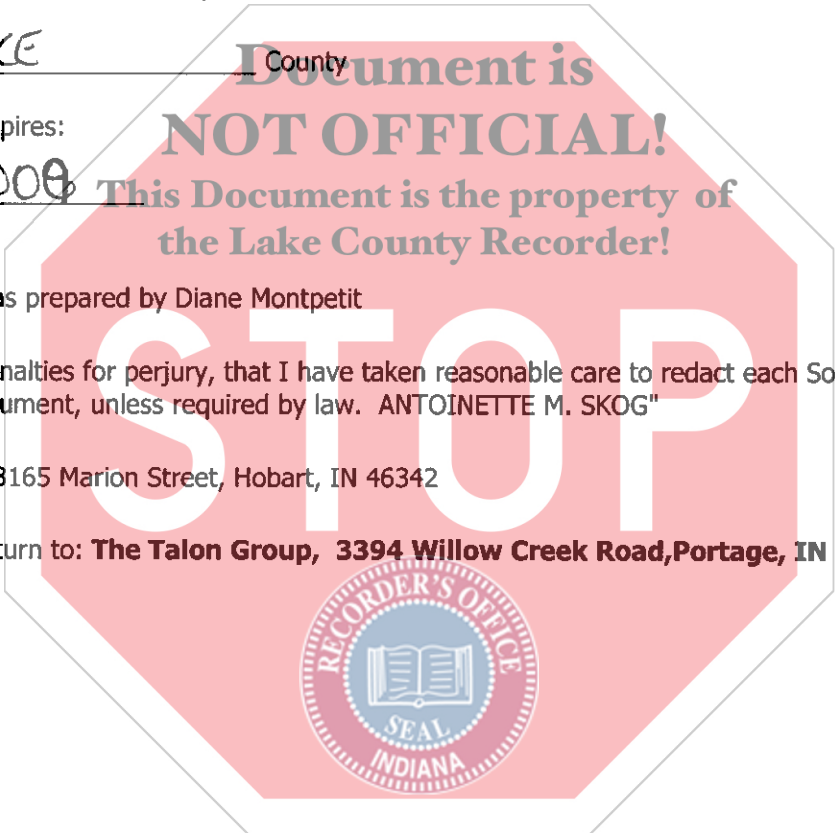 KE County
Document is
pires:
NOT OFFICIAL!
This Document is the property of
the Lake County Recorder!
s prepared by Diane Montpetit
nalties for perjury, that I have taken reasonable care to redact each So
ument, unless required by law. ANTOINETTE M. SKOG"
3165 Marion Street, Hobart, IN 46342
turn to: The Talon Group, 3394 Willow Creek Road,Portage, IN
STOP
RECORDER'S OFFICE
SEAL
INDIANA